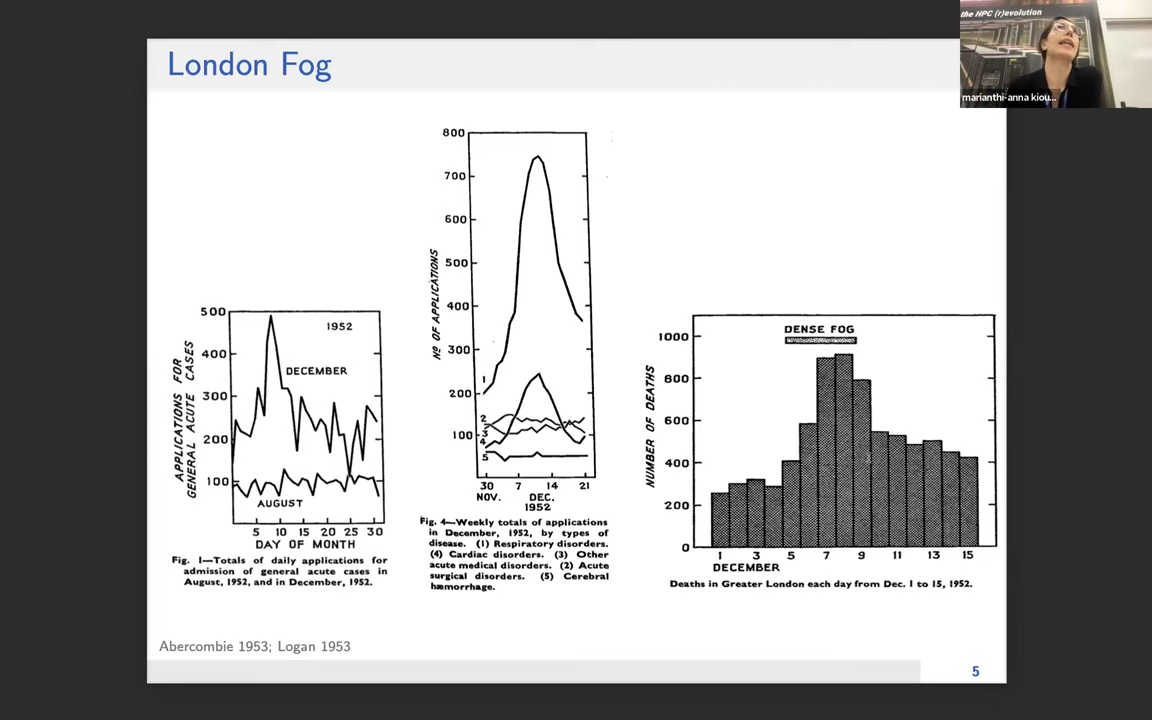 London Fog
the HPC (r)evolution
marianthi-anna kiou...
500
400
300
200
100
APPLICATIONS FOR
GENERAL ACUTE CASES
1952
DECEMBER
AUGUST
5 10 15 20 25 30
DAY OF MONTH
Fig. 1—Totals of daily applications for
admission of general acute cases in
August, 1952, and in December, 1952.
800
700
600
500
400
300
200
100
Nº OF APPLICATIONS
1
2
3
4
5
30 7 14 21
NOV. DEC.
1952
Fig. 4—Weekly totals of applications
in December, 1952, by types of
disease. (1) Respiratory disorders.
(4) Cardiac disorders. (3) Other
acute medical disorders. (2) Acute
surgical disorders. (5) Cerebral
hæmorrhage.
DENSE FOG
1000
800
600
400
200
0
NUMBER OF DEATHS
1 3 5 7 9 11 13 15
DECEMBER
Deaths in Greater London each day from Dec. 1 to 15, 1952.
Abercombie 1953; Logan 1953
5